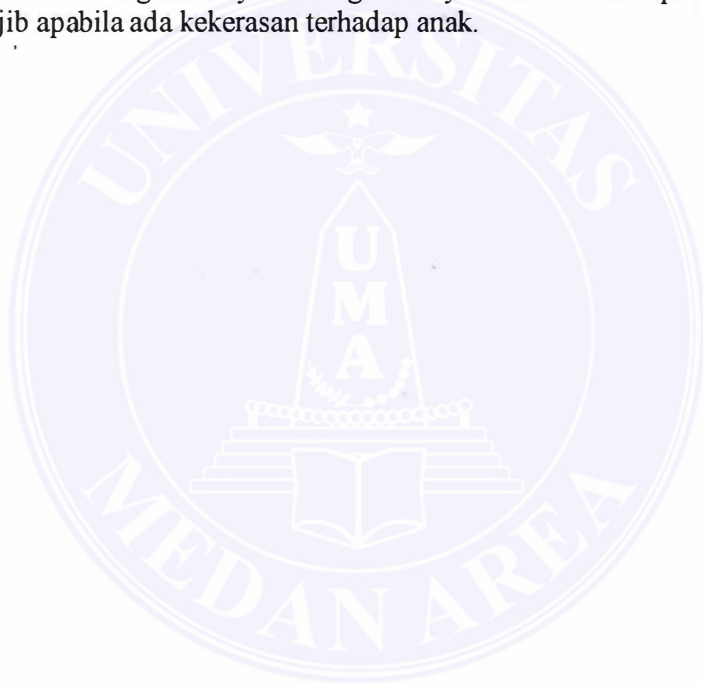 jib apabila ada kekerasan terhadap anak.
UNIVERSITAS
U
M
A
MEDAN AREA